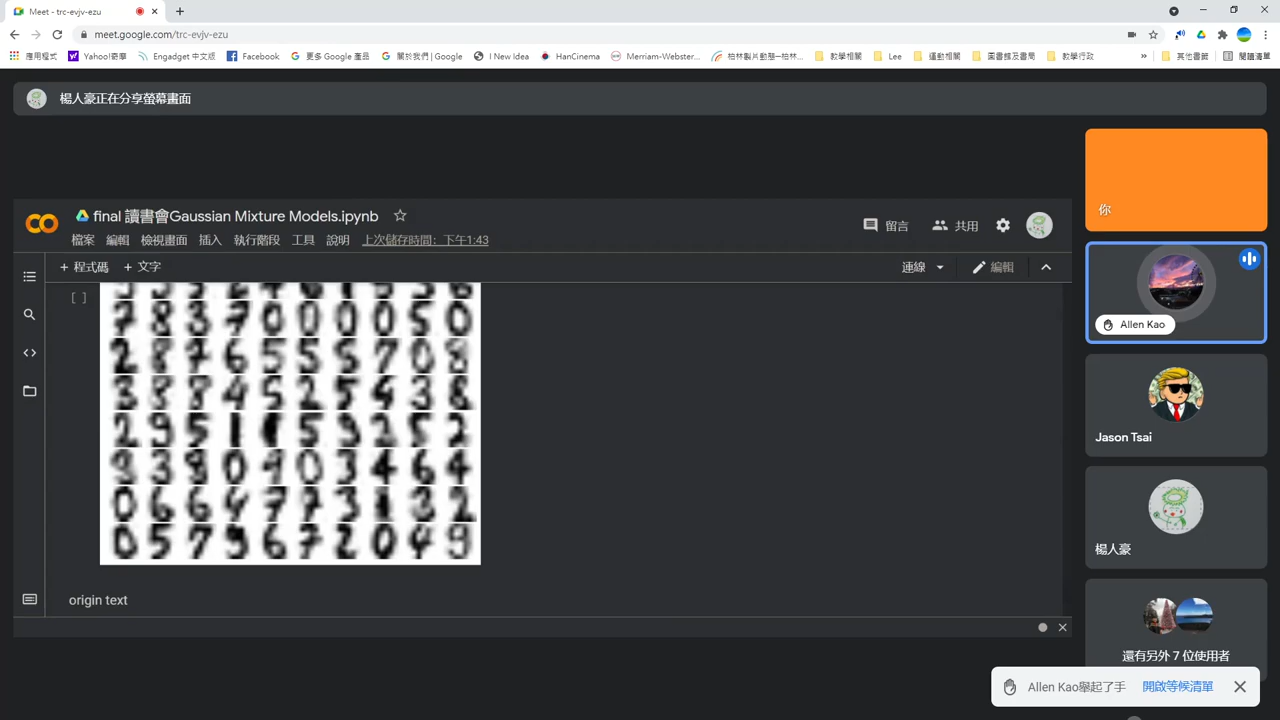 Meet - trc-evjv-ezu
meet.google.com/trc-evjv-ezu
應用程式 Yahoo!奇摩 Engadget 中文版 Facebook 更多 Google 產品 關於我們 | Google I New Idea HanCinema Merriam-Webster... 柏林製片動態—柏林... 教學相關 Lee 運動相關 圖書館及書局 教學行政 » 其他書籤 閱讀清單
楊人豪正在分享螢幕畫面
你
final 讀書會Gaussian Mixture Models.ipynb
留言 共用
檔案 編輯 檢視畫面 插入 執行階段 工具 說明 上次儲存時間：下午1:43
+ 程式碼 + 文字 連線 編輯
[ ]
7 8 3 7 0 0 0 0 5 0
2 8 7 6 5 5 5 7 0 8
3 8 8 4 5 2 5 4 3 8
2 9 5 1 5 3 2 5 2
9 3 8 0 9 0 3 4 6 4
0 6 6 4 7 7 3 1 3 2
0 5 7 9 6 7 2 0 4 9
origin text
Allen Kao
Jason Tsai
楊人豪
還有另外 7 位使用者
Allen Kao舉起了手 開啟等候清單